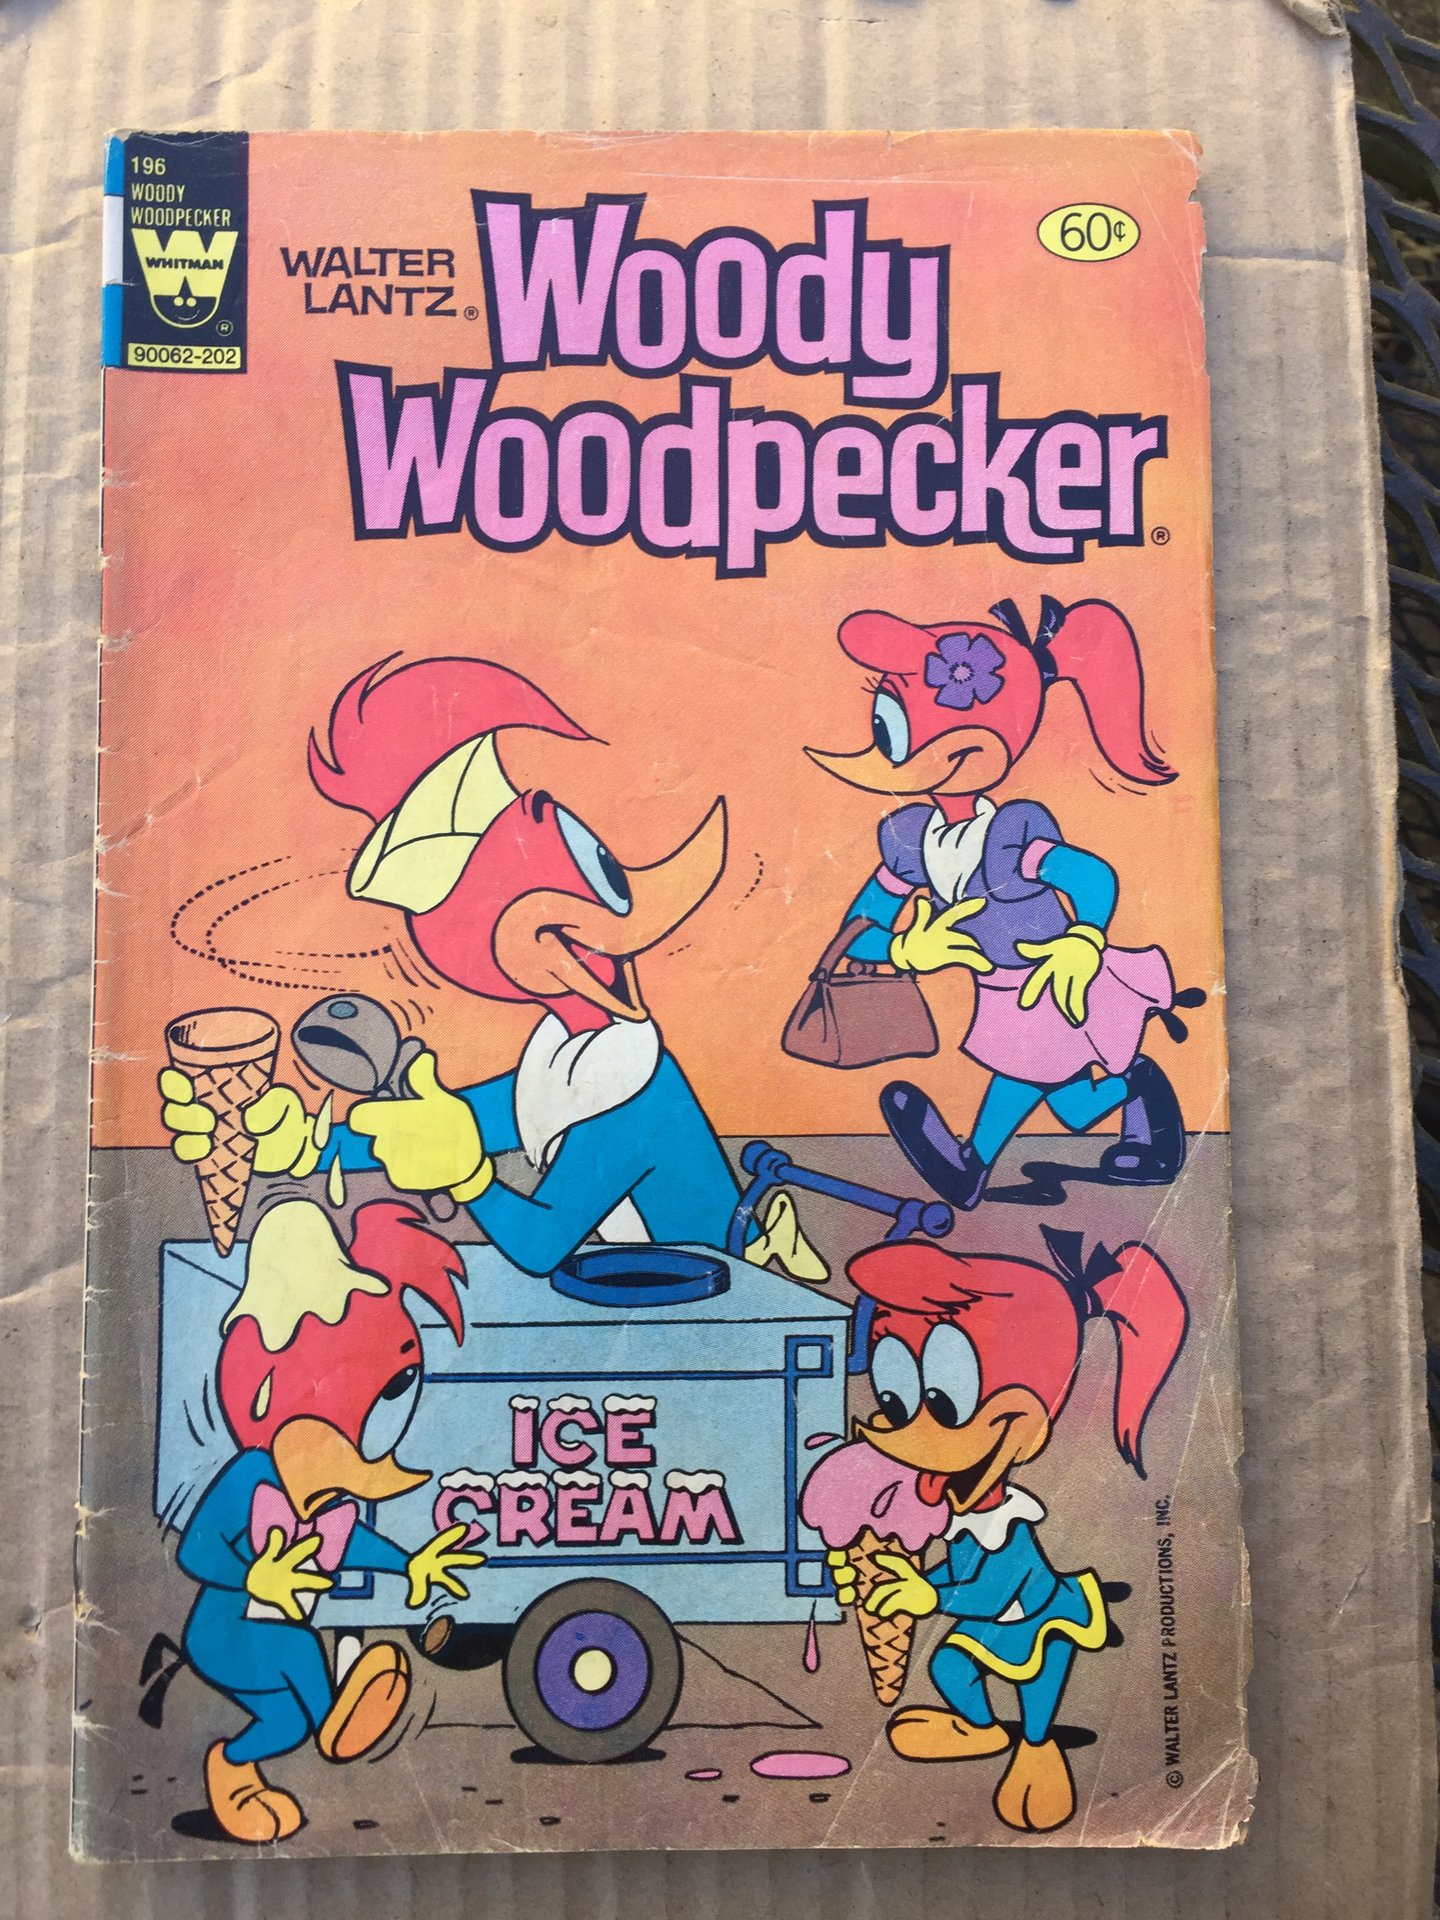 196
WOODY
WOODPECKER
WHITMAN
®
90062-202
WALTER
LANTZ®
Woody
Woodpecker®
60¢
ICE
CREAM
© WALTER LANTZ PRODUCTIONS, INC.